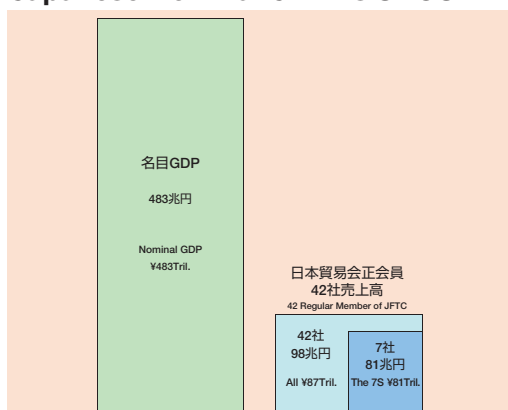 名目GDP
483兆円
Nominal GDP
¥483Tril.
日本貿易会正会員
42社売上高
42 Regular Member of JFTC
42社
98兆円
All ¥87Tril.
7社
81兆円
The 7S ¥81Tril.